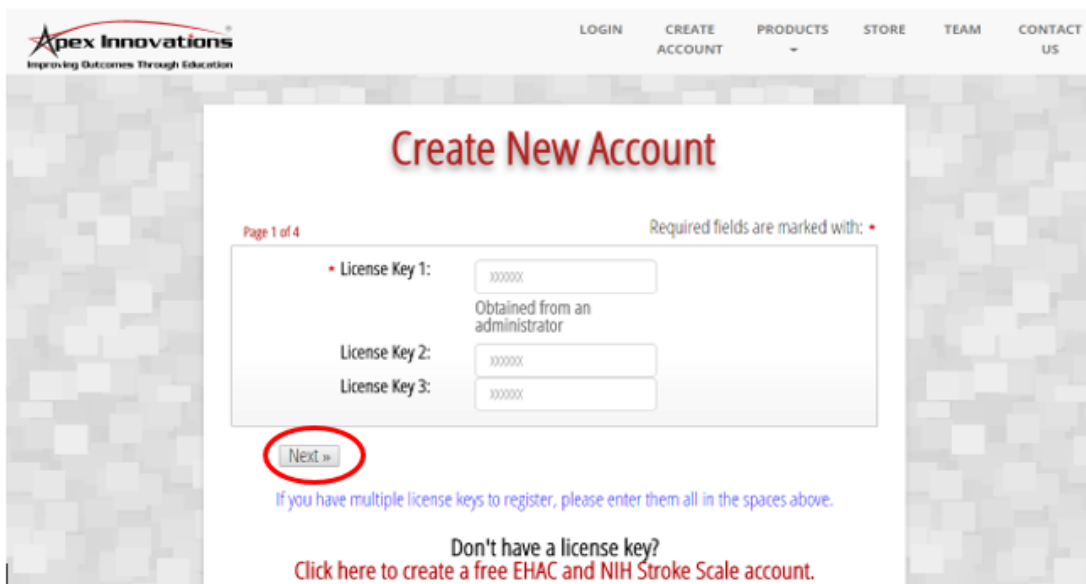 Apex Innovations®
Improving Outcomes Through Education
LOGIN
CREATE ACCOUNT
PRODUCTS
STORE
TEAM
CONTACT US
Create New Account
Page 1 of 4
Required fields are marked with: •
• License Key 1:
XXXXXX
Obtained from an
administrator
License Key 2:
XXXXXX
License Key 3:
XXXXXX
Next »
If you have multiple license keys to register, please enter them all in the spaces above.
Don't have a license key?
Click here to create a free EHAC and NIH Stroke Scale account.